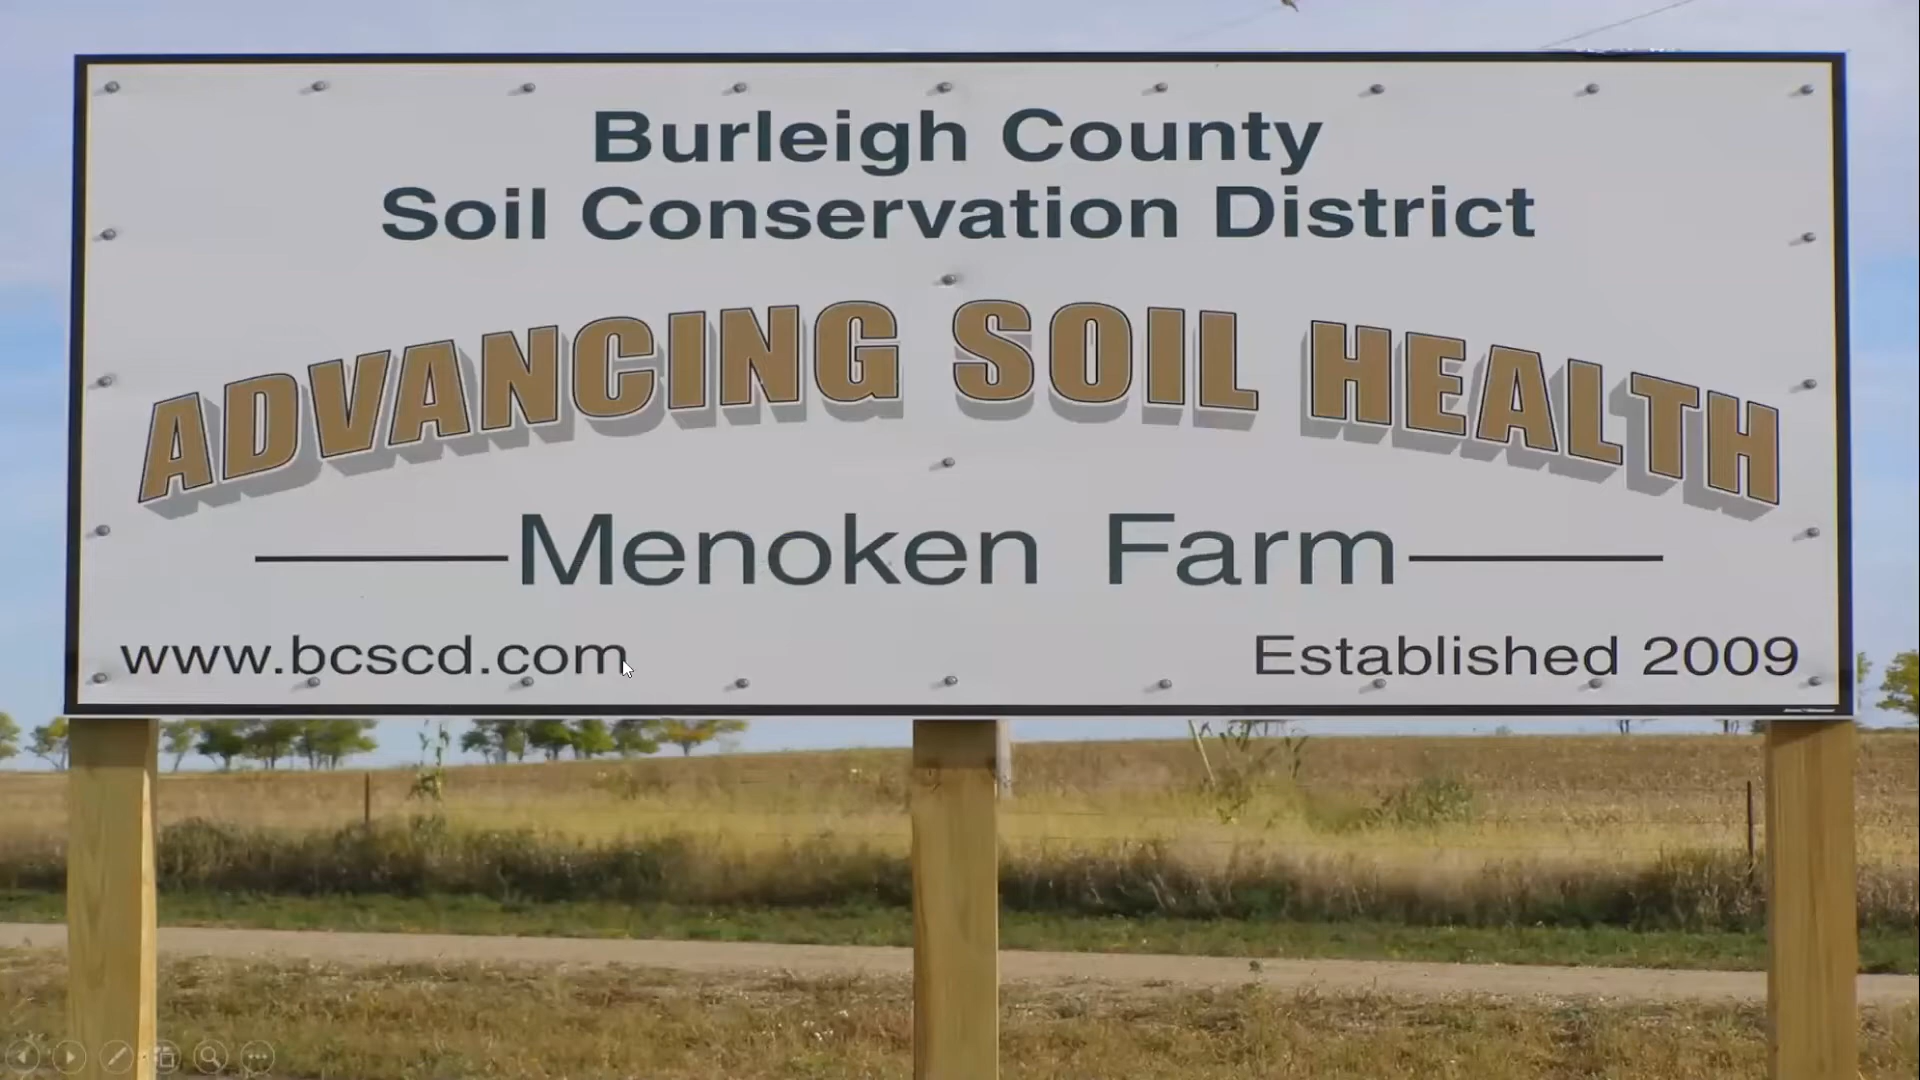 Burleigh County
Soil Conservation District
ADVANCING SOIL HEALTH
Menoken Farm
www.bcscd.com
Established 2009